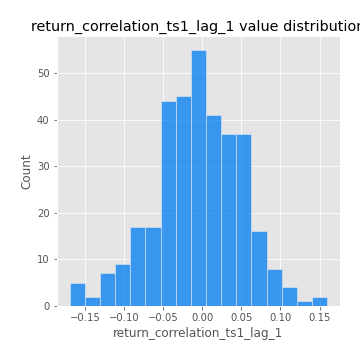 return_correlation_ts1_lag_1 value distribution
50
40
30
20
10
0
Count
−0.15 −0.10 −0.05 0.00 0.05 0.10 0.15
return_correlation_ts1_lag_1